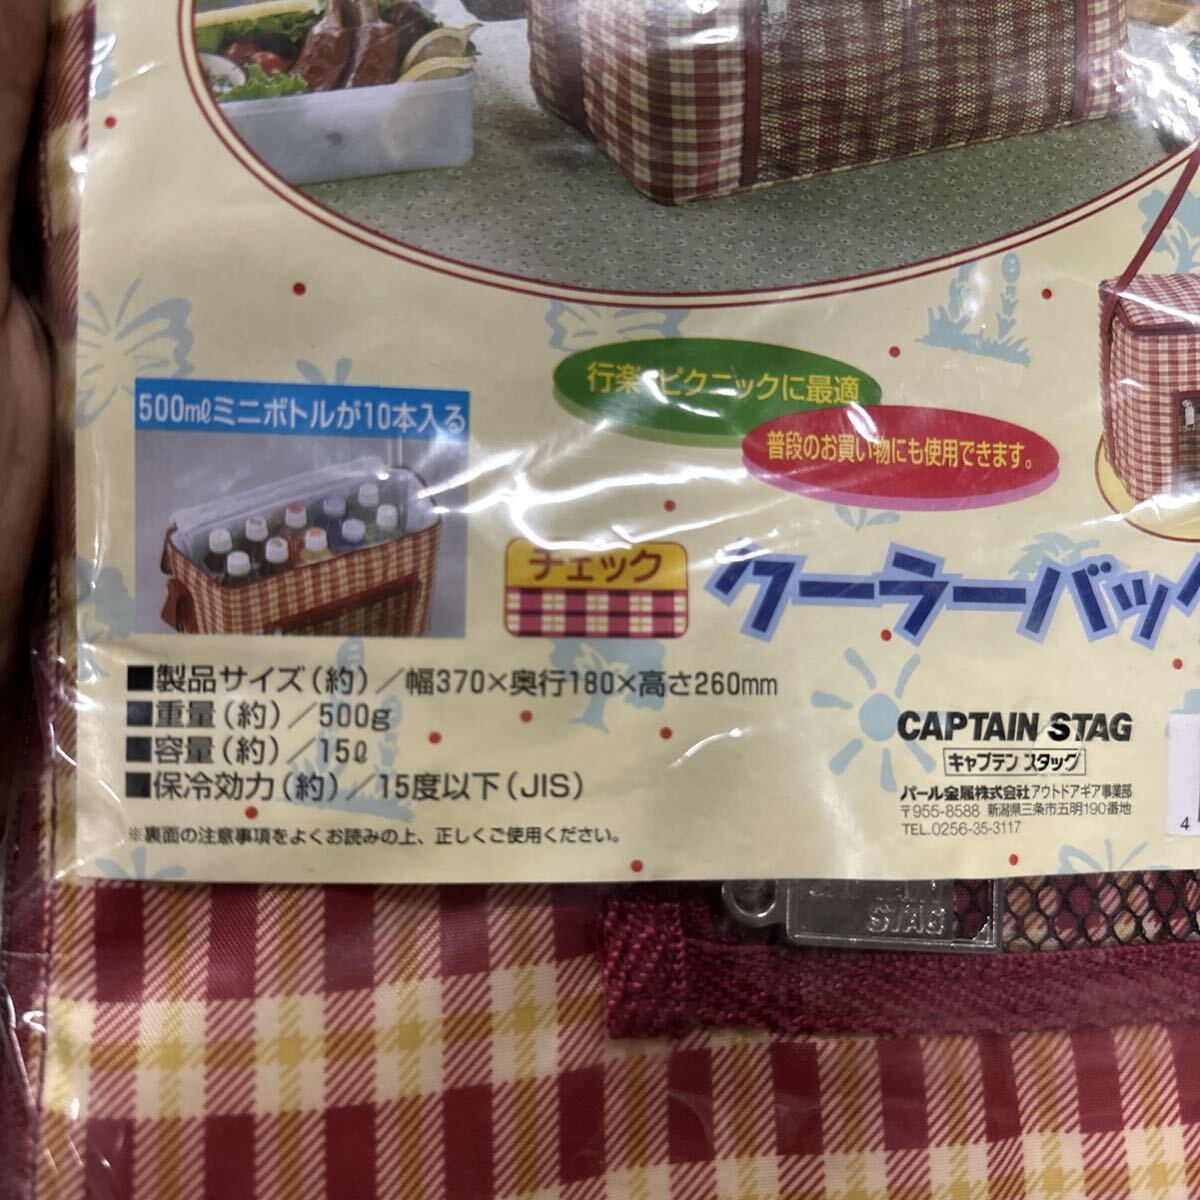 行楽・ピクニックに最適
普段のお買い物にも使用できます。
500mℓミニボトルが10本入る
チェック
クーラーバッグ
■製品サイズ(約)/幅370×奥行180×高さ260mm
■重量(約)/500g
■容量(約)/15ℓ
■保冷効力(約)/15度以下(JIS)
※裏面の注意事項をよくお読みの上、正しくご使用ください。
CAPTAIN STAG
キャプテン スタッグ
パール金属株式会社アウトドアギア事業部
〒955-8588 新潟県三条市五明190番地
TEL.0256-35-3117
4
STAG